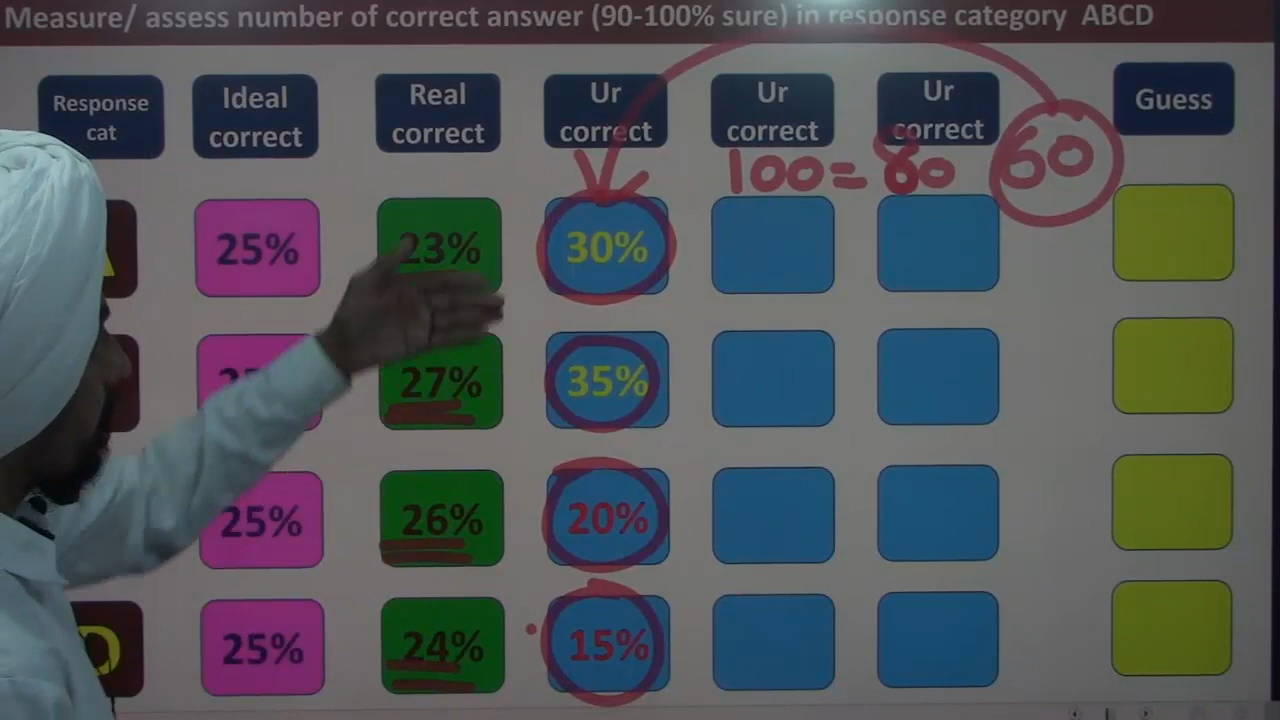 Measure/ assess number of correct answer (90-100% sure) in response category ABCD
Response cat
Ideal correct
Real correct
Ur correct
Ur correct
Ur correct
Guess
100=80 60
25% 23% 30%
27% 35%
25% 26% 20%
D 25% 24% 15%